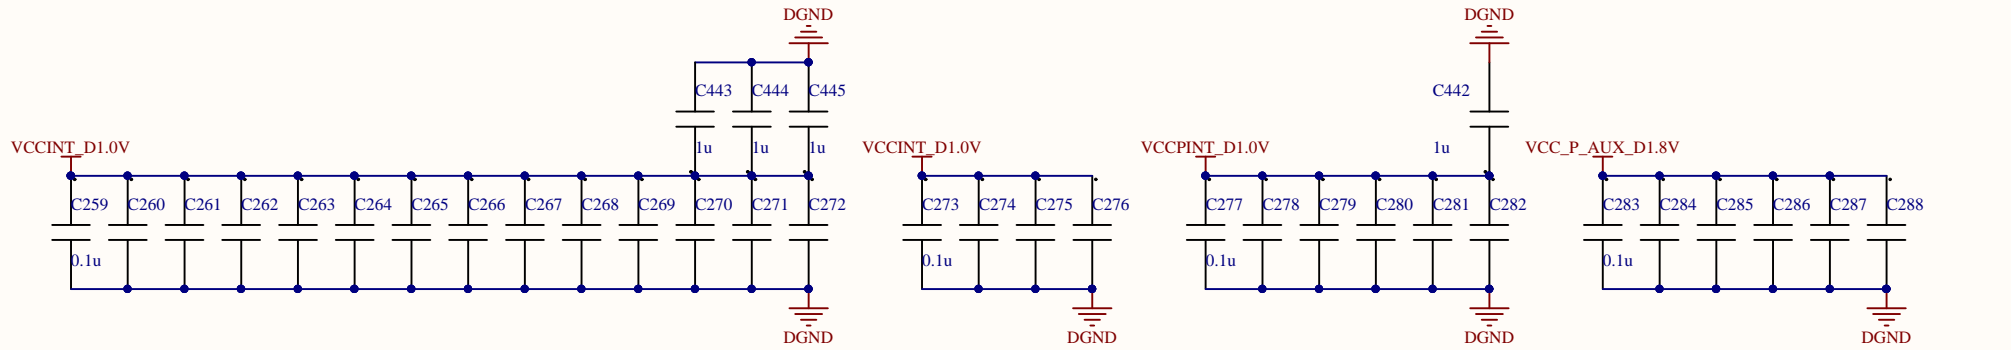 DGND DGND
C443 C444 C445 C442
VCCINT_D1.0V 1u 1u 1u VCCINT_D1.0V VCCPINT_D1.0V 1u VCC_P_AUX_D1.8V
C259 C260 C261 C262 C263 C264 C265 C266 C267 C268 C269 C270 C271 C272 C273 C274 C275 C276 C277 C278 C279 C280 C281 C282 C283 C284 C285 C286 C287 C288
0.1u 0.1u 0.1u 0.1u
DGND DGND DGND DGND